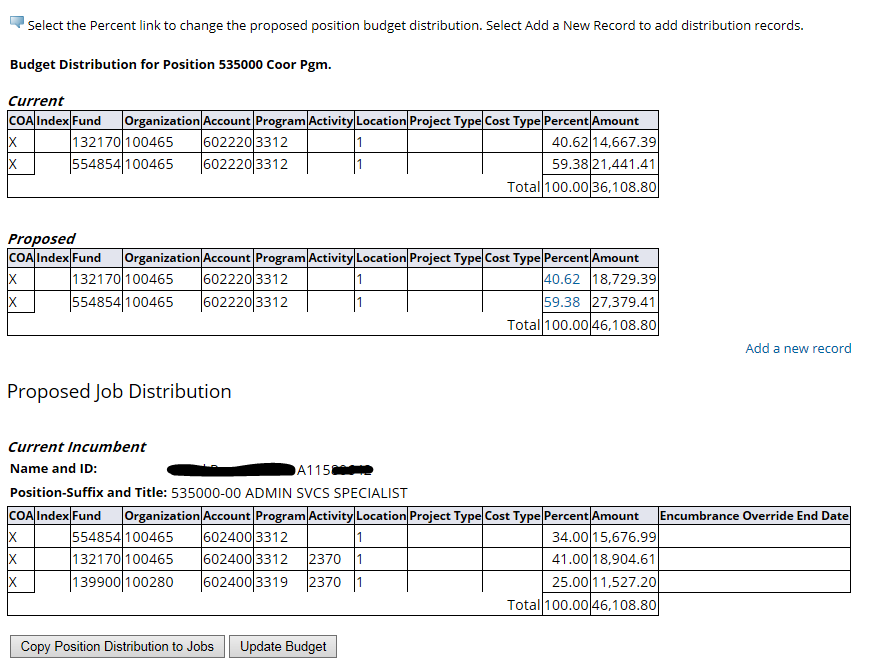 Select the Percent link to change the proposed position budget distribution. Select Add a New Record to add distribution records.
Budget Distribution for Position 535000 Coor Pgm.
Current
COA Index Fund Organization Account Program Activity Location Project Type Cost Type Percent Amount
X 132170 100465 602220 3312 1 40.62 14,667.39
X 554854 100465 602220 3312 1 59.38 21,441.41
Total 100.00 36,108.80
Proposed
COA Index Fund Organization Account Program Activity Location Project Type Cost Type Percent Amount
X 132170 100465 602220 3312 1 40.62 18,729.39
X 554854 100465 602220 3312 1 59.38 27,379.41
Total 100.00 46,108.80
Add a new record
Proposed Job Distribution
Current Incumbent
Name and ID: A115
Position-Suffix and Title: 535000-00 ADMIN SVCS SPECIALIST
COA Index Fund Organization Account Program Activity Location Project Type Cost Type Percent Amount Encumbrance Override End Date
X 554854 100465 602400 3312 1 34.00 15,676.99
X 132170 100465 602400 3312 2370 1 41.00 18,904.61
X 139900 100280 602400 3319 2370 1 25.00 11,527.20
Total 100.00 46,108.80
Copy Position Distribution to Jobs Update Budget